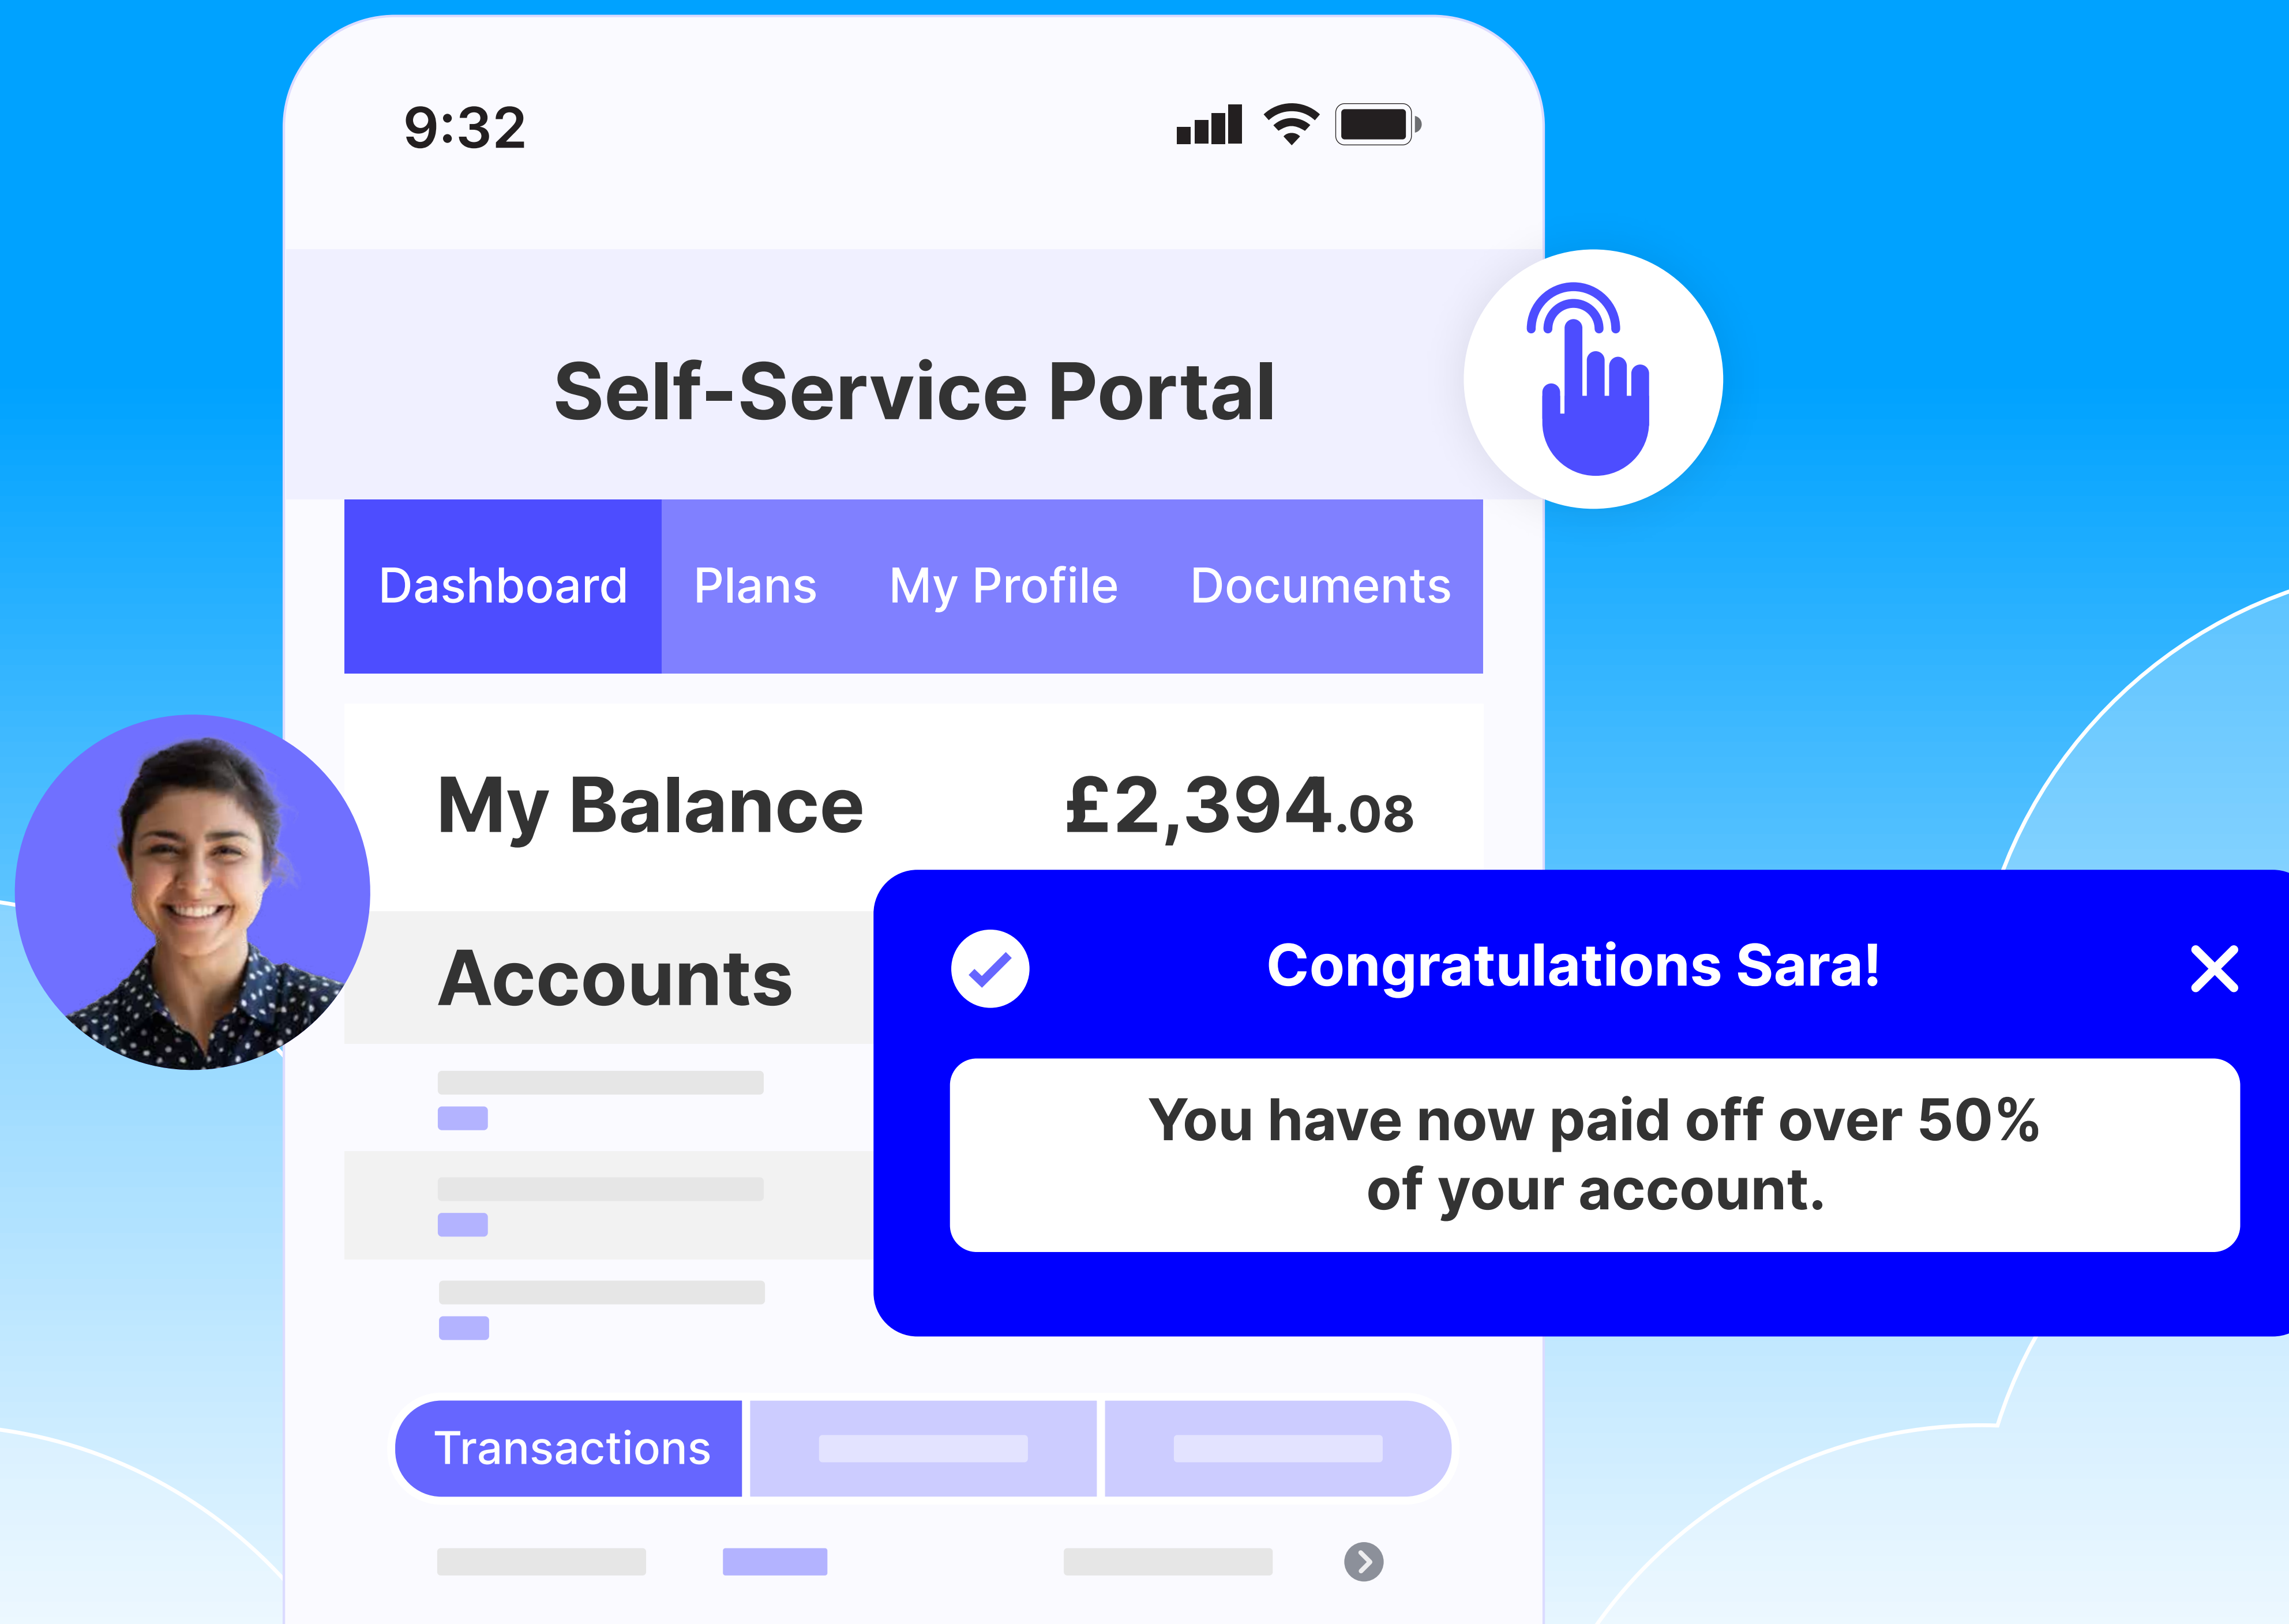 9:32
Self-Service Portal
Dashboard Plans My Profile Documents
My Balance £2,394.08
Accounts
Congratulations Sara!
You have now paid off over 50%
of your account.
Transactions